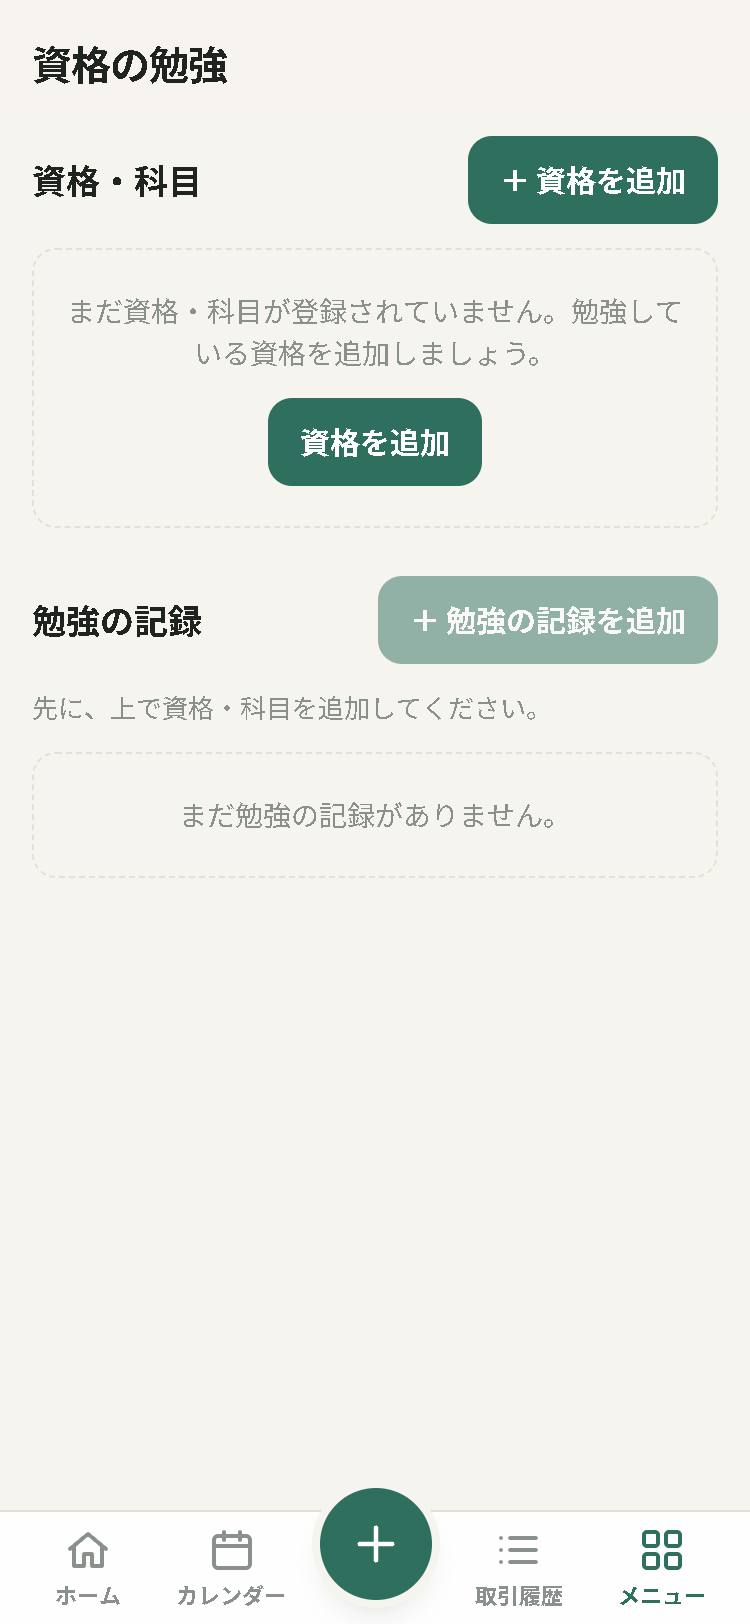 資格の勉強
資格・科目
＋ 資格を追加
まだ資格・科目が登録されていません。勉強して
いる資格を追加しましょう。
資格を追加
勉強の記録
＋ 勉強の記録を追加
先に、上で資格・科目を追加してください。
まだ勉強の記録がありません。
ホーム
カレンダー
取引履歴
メニュー